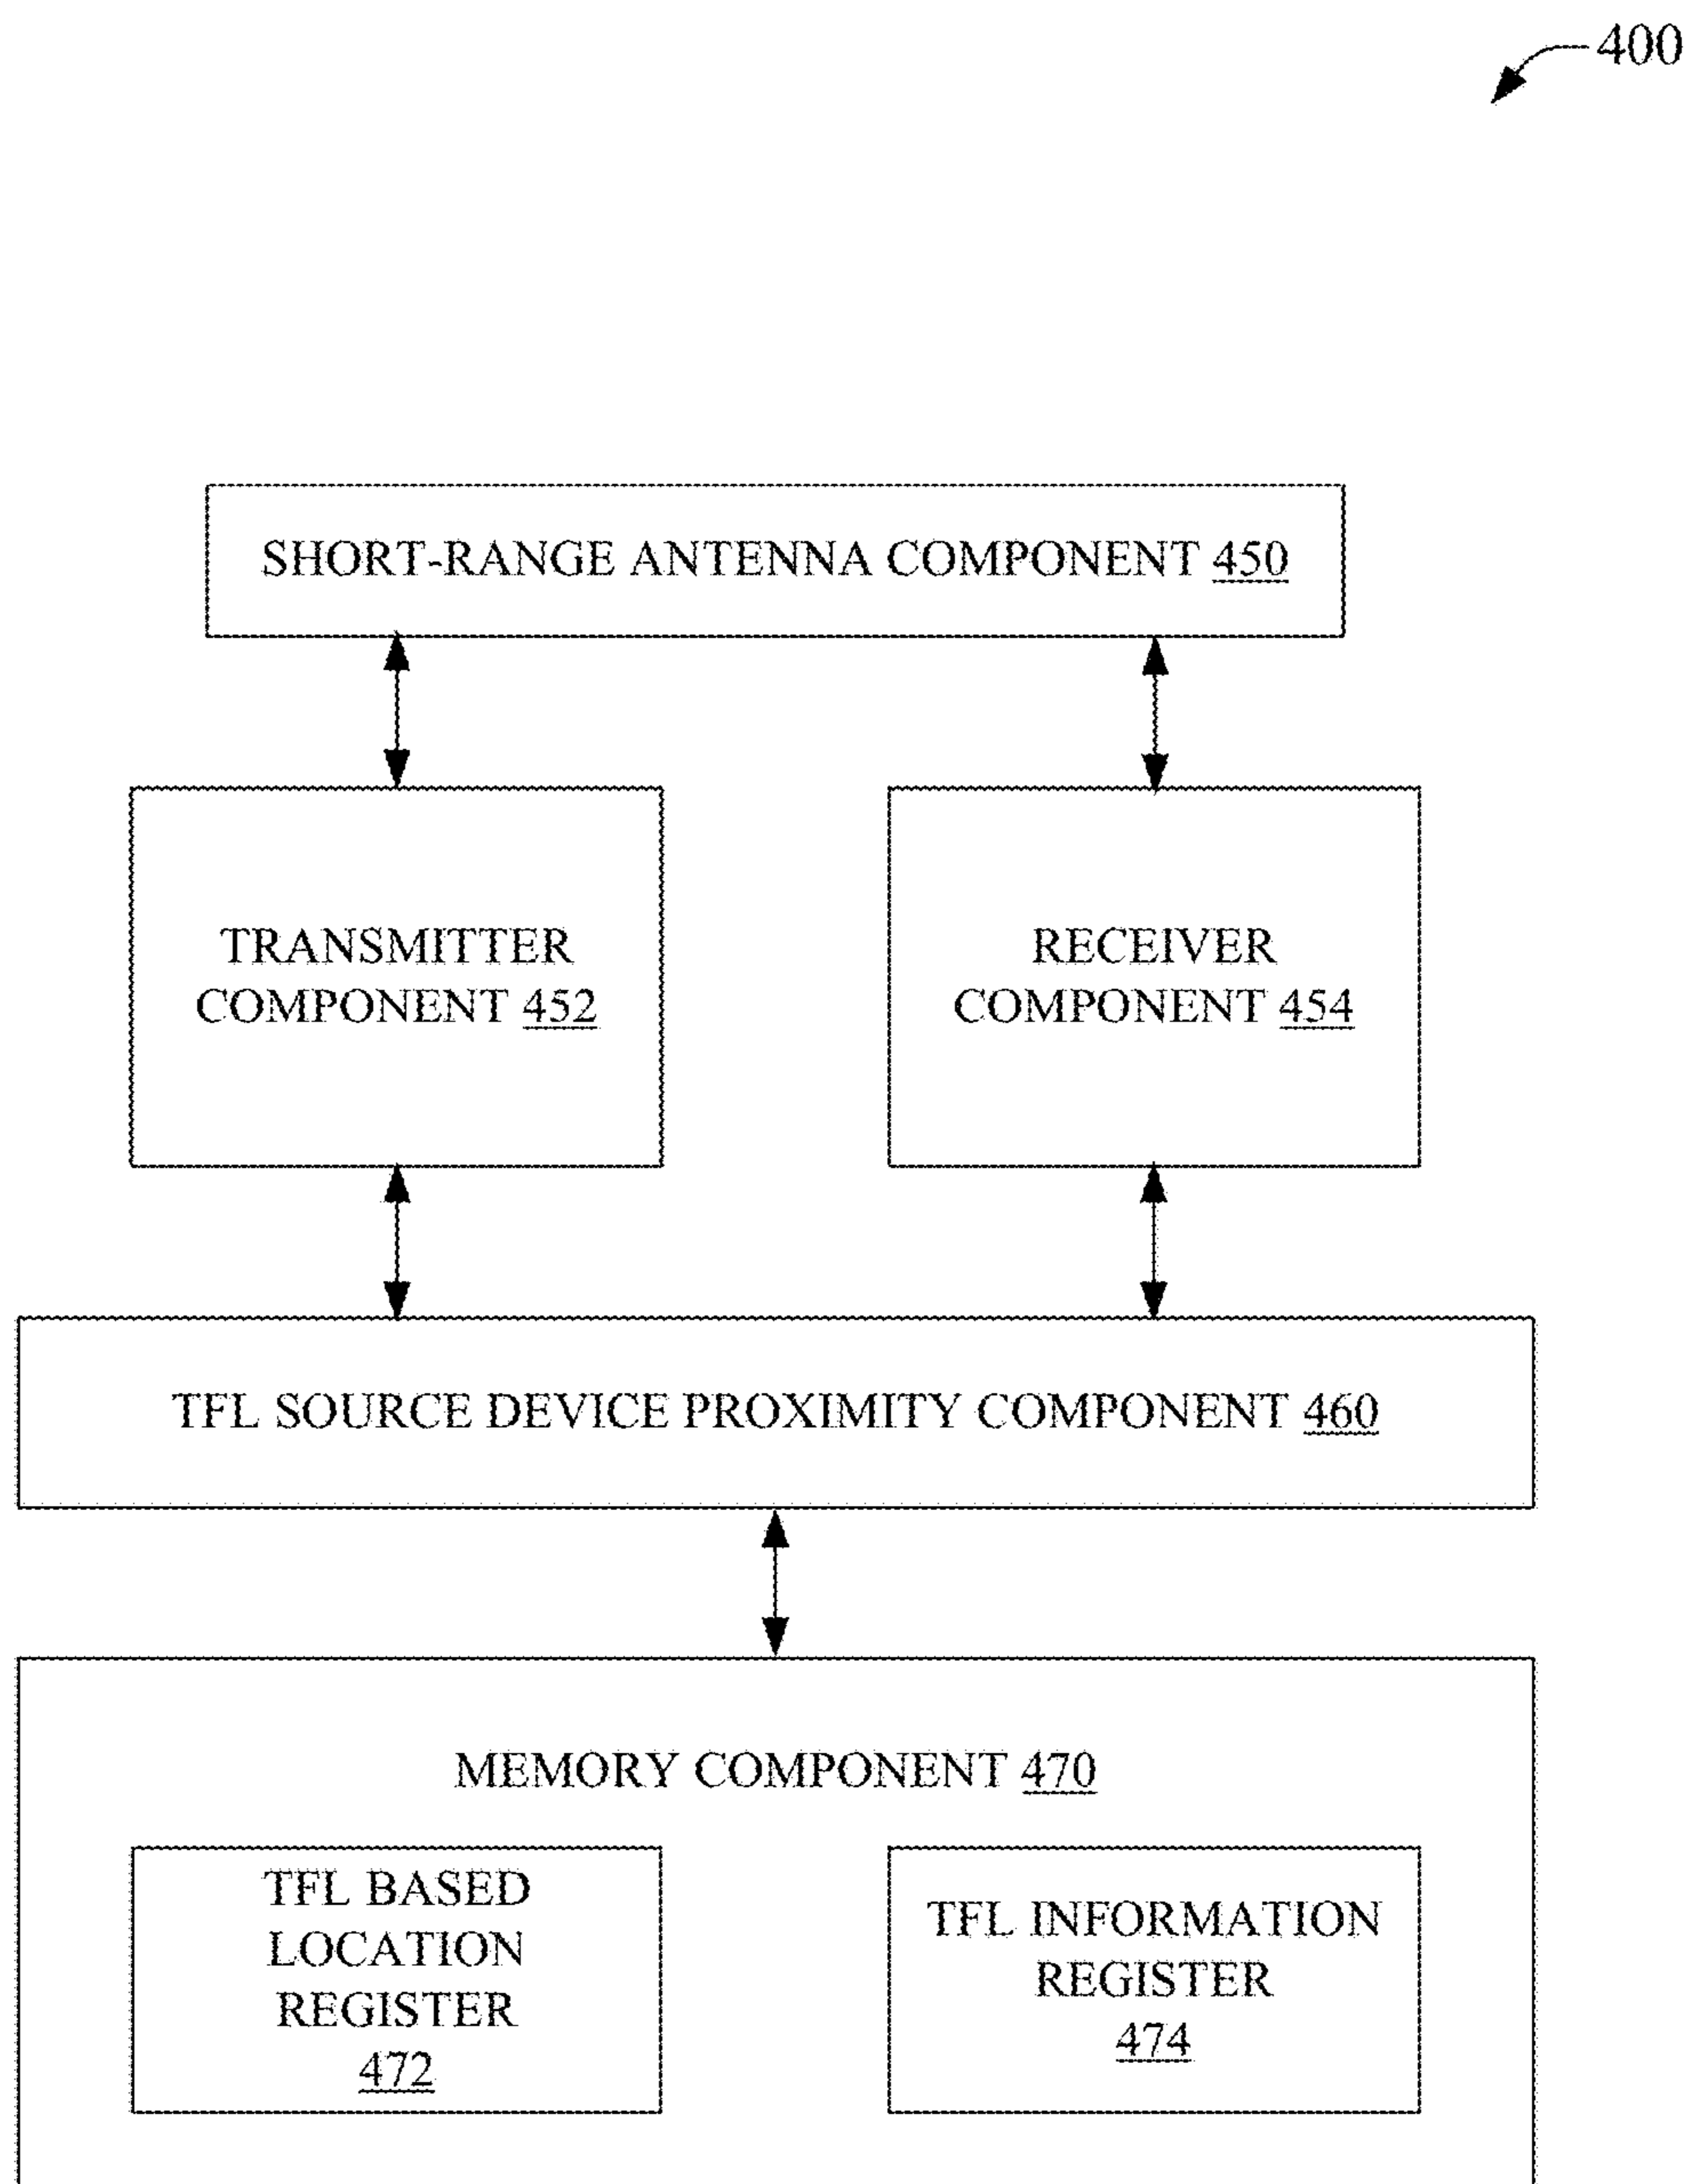 400
SHORT-RANGE ANTENNA COMPONENT 450
TRANSMITTER
COMPONENT 452
RECEIVER
COMPONENT 454
TFL SOURCE DEVICE PROXIMITY COMPONENT 460
MEMORY COMPONENT 470
TFL BASED
LOCATION
REGISTER
472
TFL INFORMATION
REGISTER
474